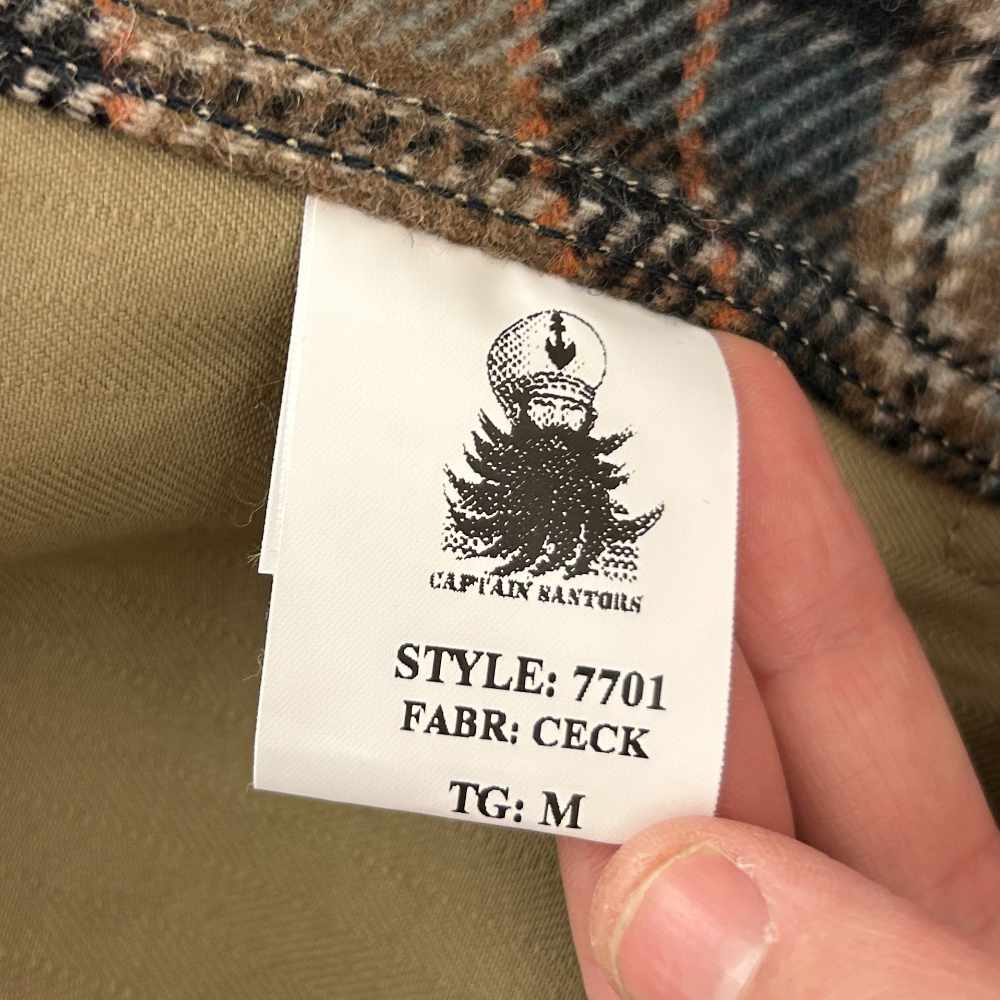 CAPTAIN SANTORS
STYLE: 7701
FABR: CECK
TG: M